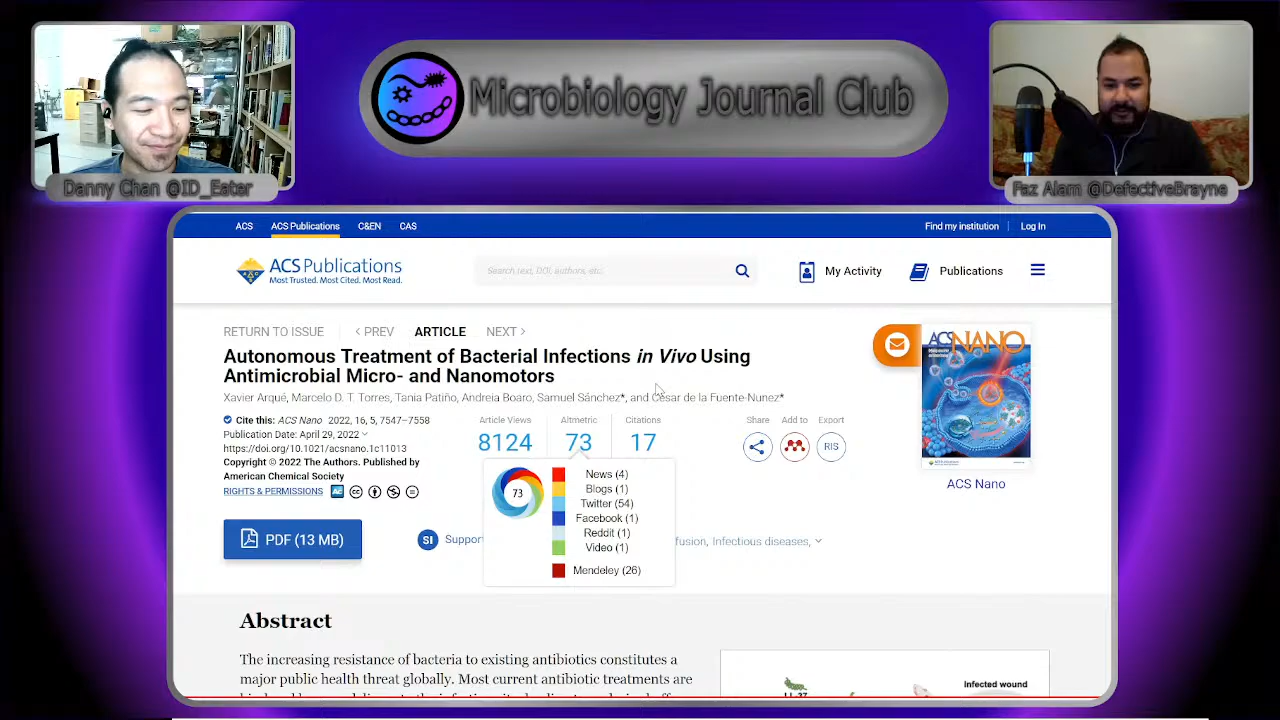 Microbiology Journal Club
Danny Chan @ID_Eater
Faz Alam @DefectiveBrayne
ACS ACS Publications C&EN CAS Find my institution Log In
ACS Publications
Most Trusted. Most Cited. Most Read.
Search text, DOI, authors, etc.
My Activity Publications
RETURN TO ISSUE < PREV ARTICLE NEXT >
Autonomous Treatment of Bacterial Infections in Vivo Using
Antimicrobial Micro- and Nanomotors
Xavier Arqué, Marcelo D. T. Torres, Tania Patiño, Andreia Boaro, Samuel Sánchez*, and César de la Fuente-Nunez*
Cite this: ACS Nano 2022, 16, 5, 7547–7558
Publication Date: April 29, 2022
https://doi.org/10.1021/acsnano.1c11013
Copyright © 2022 The Authors. Published by
American Chemical Society
RIGHTS & PERMISSIONS
Article Views Altmetric Citations
8124 73 17
73
News (4)
Blogs (1)
Twitter (54)
Facebook (1)
Reddit (1)
Video (1)
Mendeley (26)
Share Add to Export
RIS
ACS NANO
ACS Nano
PDF (13 MB)
SI Infectious diseases,
Abstract
The increasing resistance of bacteria to existing antibiotics constitutes a
major public health threat globally. Most current antibiotic treatments are
Infected wound